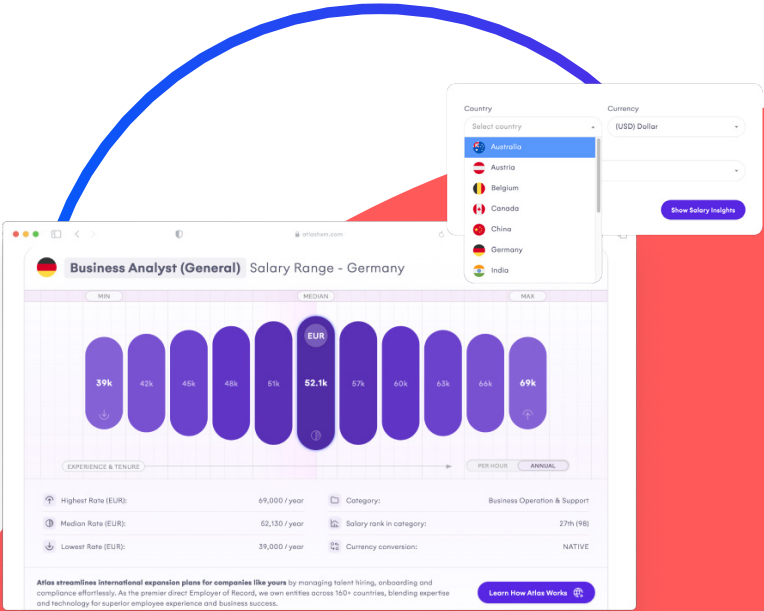 Country
Currency
Select country
(USD) Dollar
Australia
Austria
Belgium
Canada
Show Salary Insights
China
Germany
India
atlashxm.com
Business Analyst (General) Salary Range - Germany
MIN
MEDIAN
MAX
EUR
39k
42k
45k
48k
51k
52.1k
57k
60k
63k
66k
69k
EXPERIENCE & TENURE
PER HOUR
ANNUAL
Highest Rate (EUR):
69,000 / year
Category:
Business Operation & Support
Median Rate (EUR):
52,130 / year
Salary rank in category:
27th (98)
Lowest Rate (EUR):
39,000 / year
Currency conversion:
NATIVE
Atlas streamlines international expansion plans for companies like yours by managing talent hiring, onboarding and
compliance effortlessly. As the premier direct Employer of Record, we own entities across 160+ countries, blending expertise
and technology for superior employee experience and business success.
Learn How Atlas Works